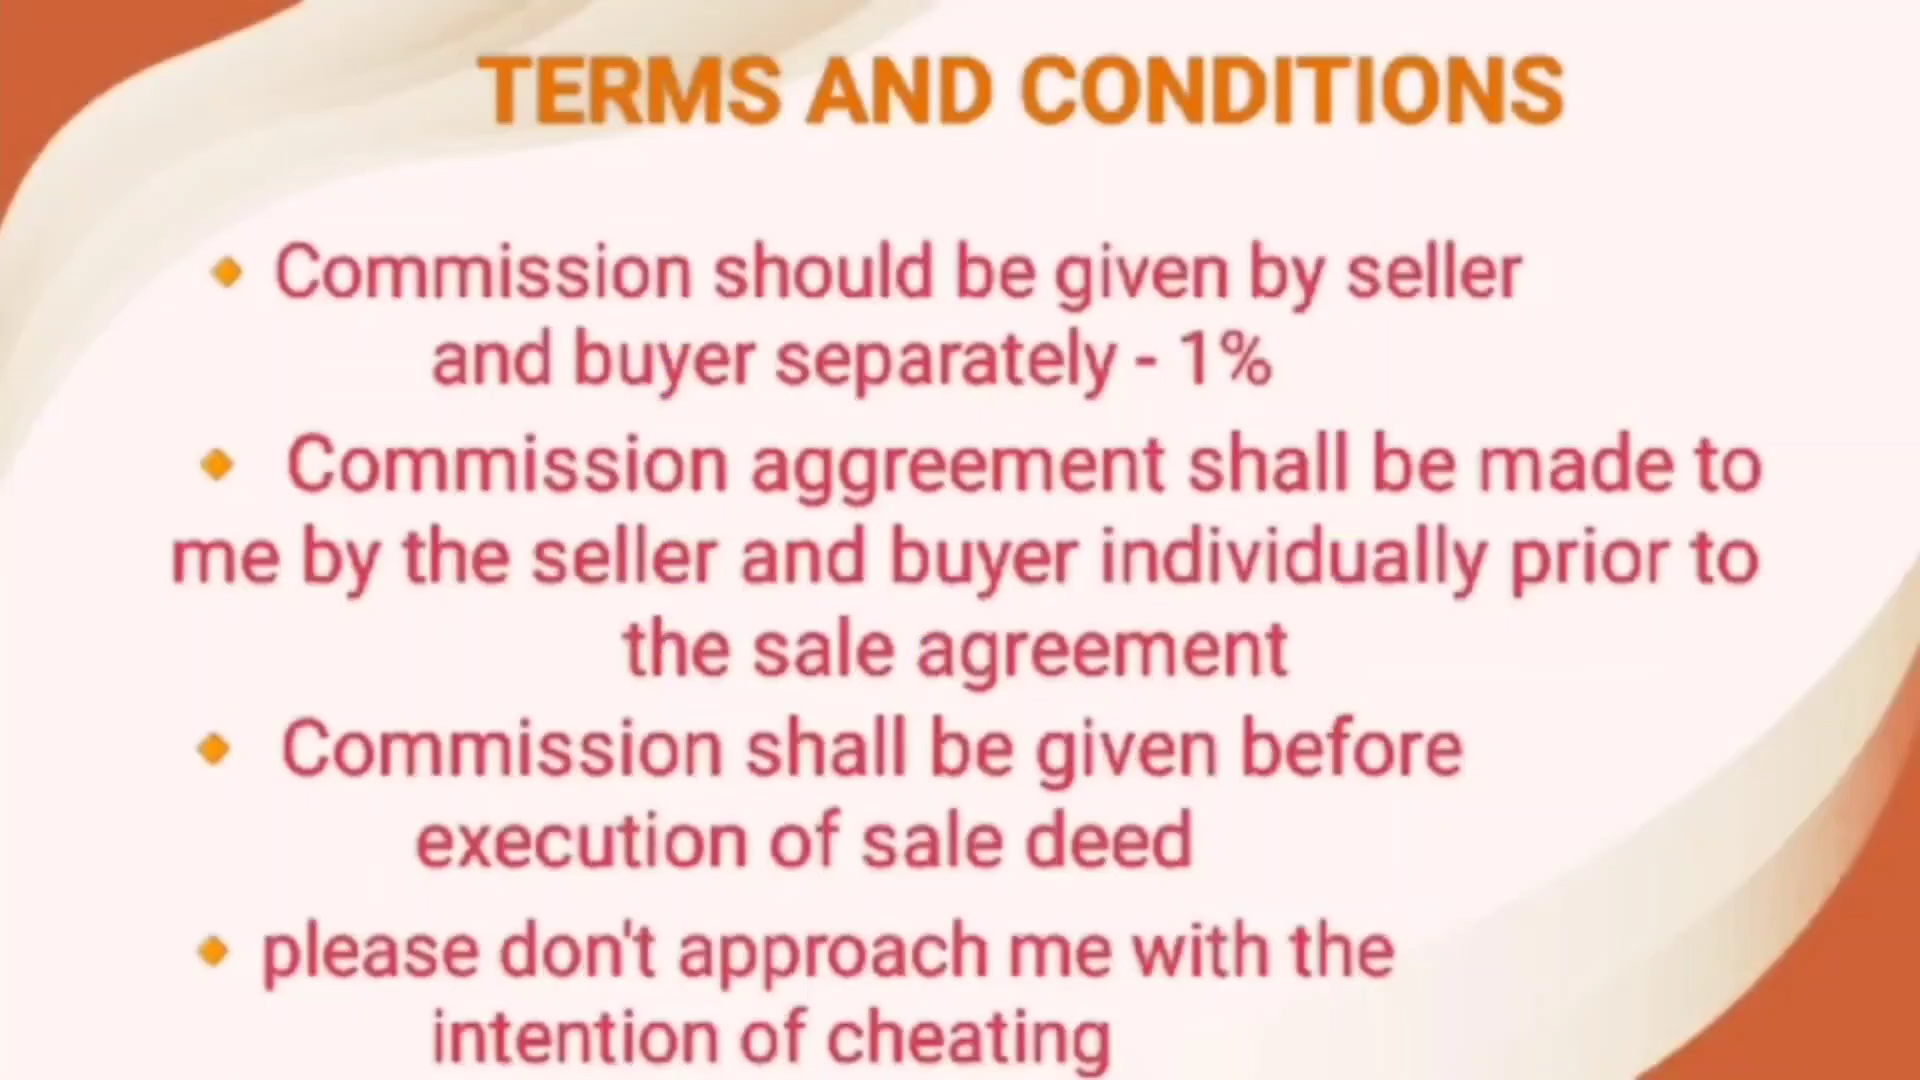 TERMS AND CONDITIONS
🔸 Commission should be given by seller
and buyer separately - 1%
🔸 Commission aggreement shall be made to
me by the seller and buyer individually prior to
the sale agreement
🔸 Commission shall be given before
execution of sale deed
🔸 please don't approach me with the
intention of cheating